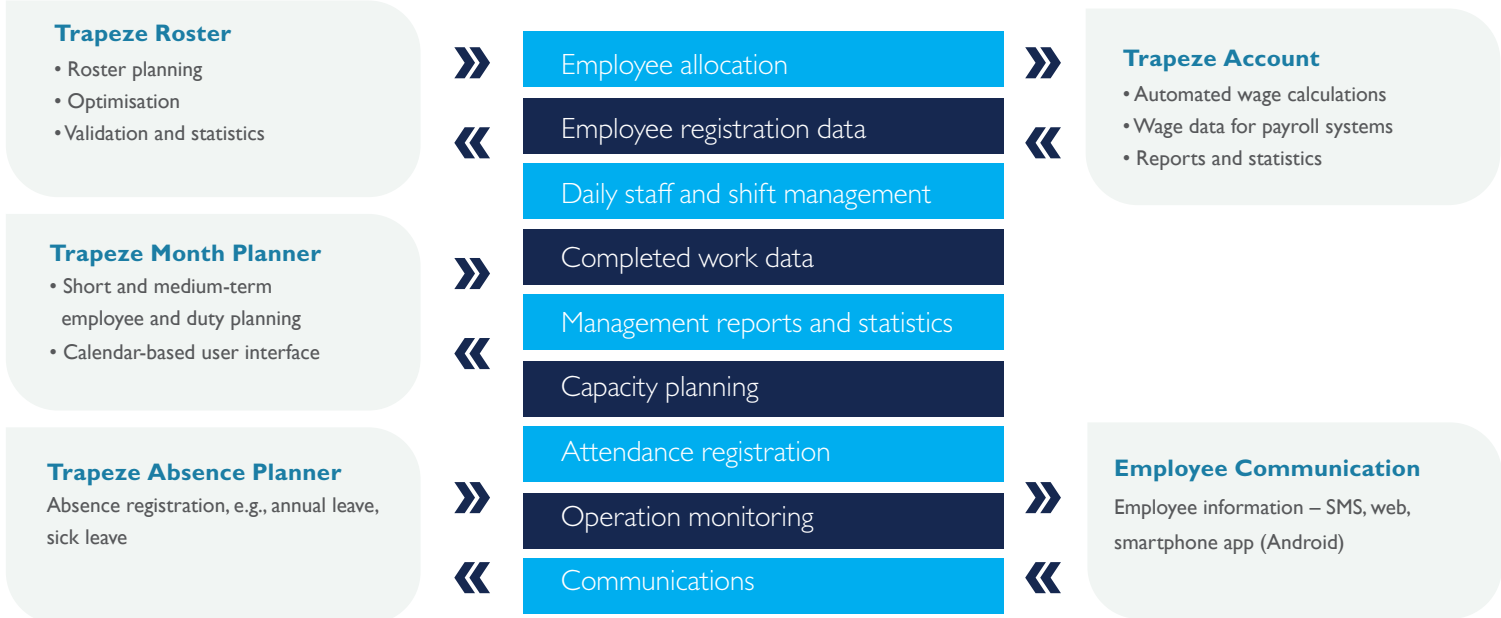 Trapeze Roster
• Roster planning
• Optimisation
• Validation and statistics
Trapeze Month Planner
• Short and medium-term
employee and duty planning
• Calendar-based user interface
Trapeze Absence Planner
Absence registration, e.g., annual leave,
sick leave
Employee allocation
Employee registration data
Daily staff and shift management
Completed work data
Management reports and statistics
Capacity planning
Attendance registration
Operation monitoring
Communications
Trapeze Account
• Automated wage calculations
• Wage data for payroll systems
• Reports and statistics
Employee Communication
Employee information – SMS, web,
smartphone app (Android)